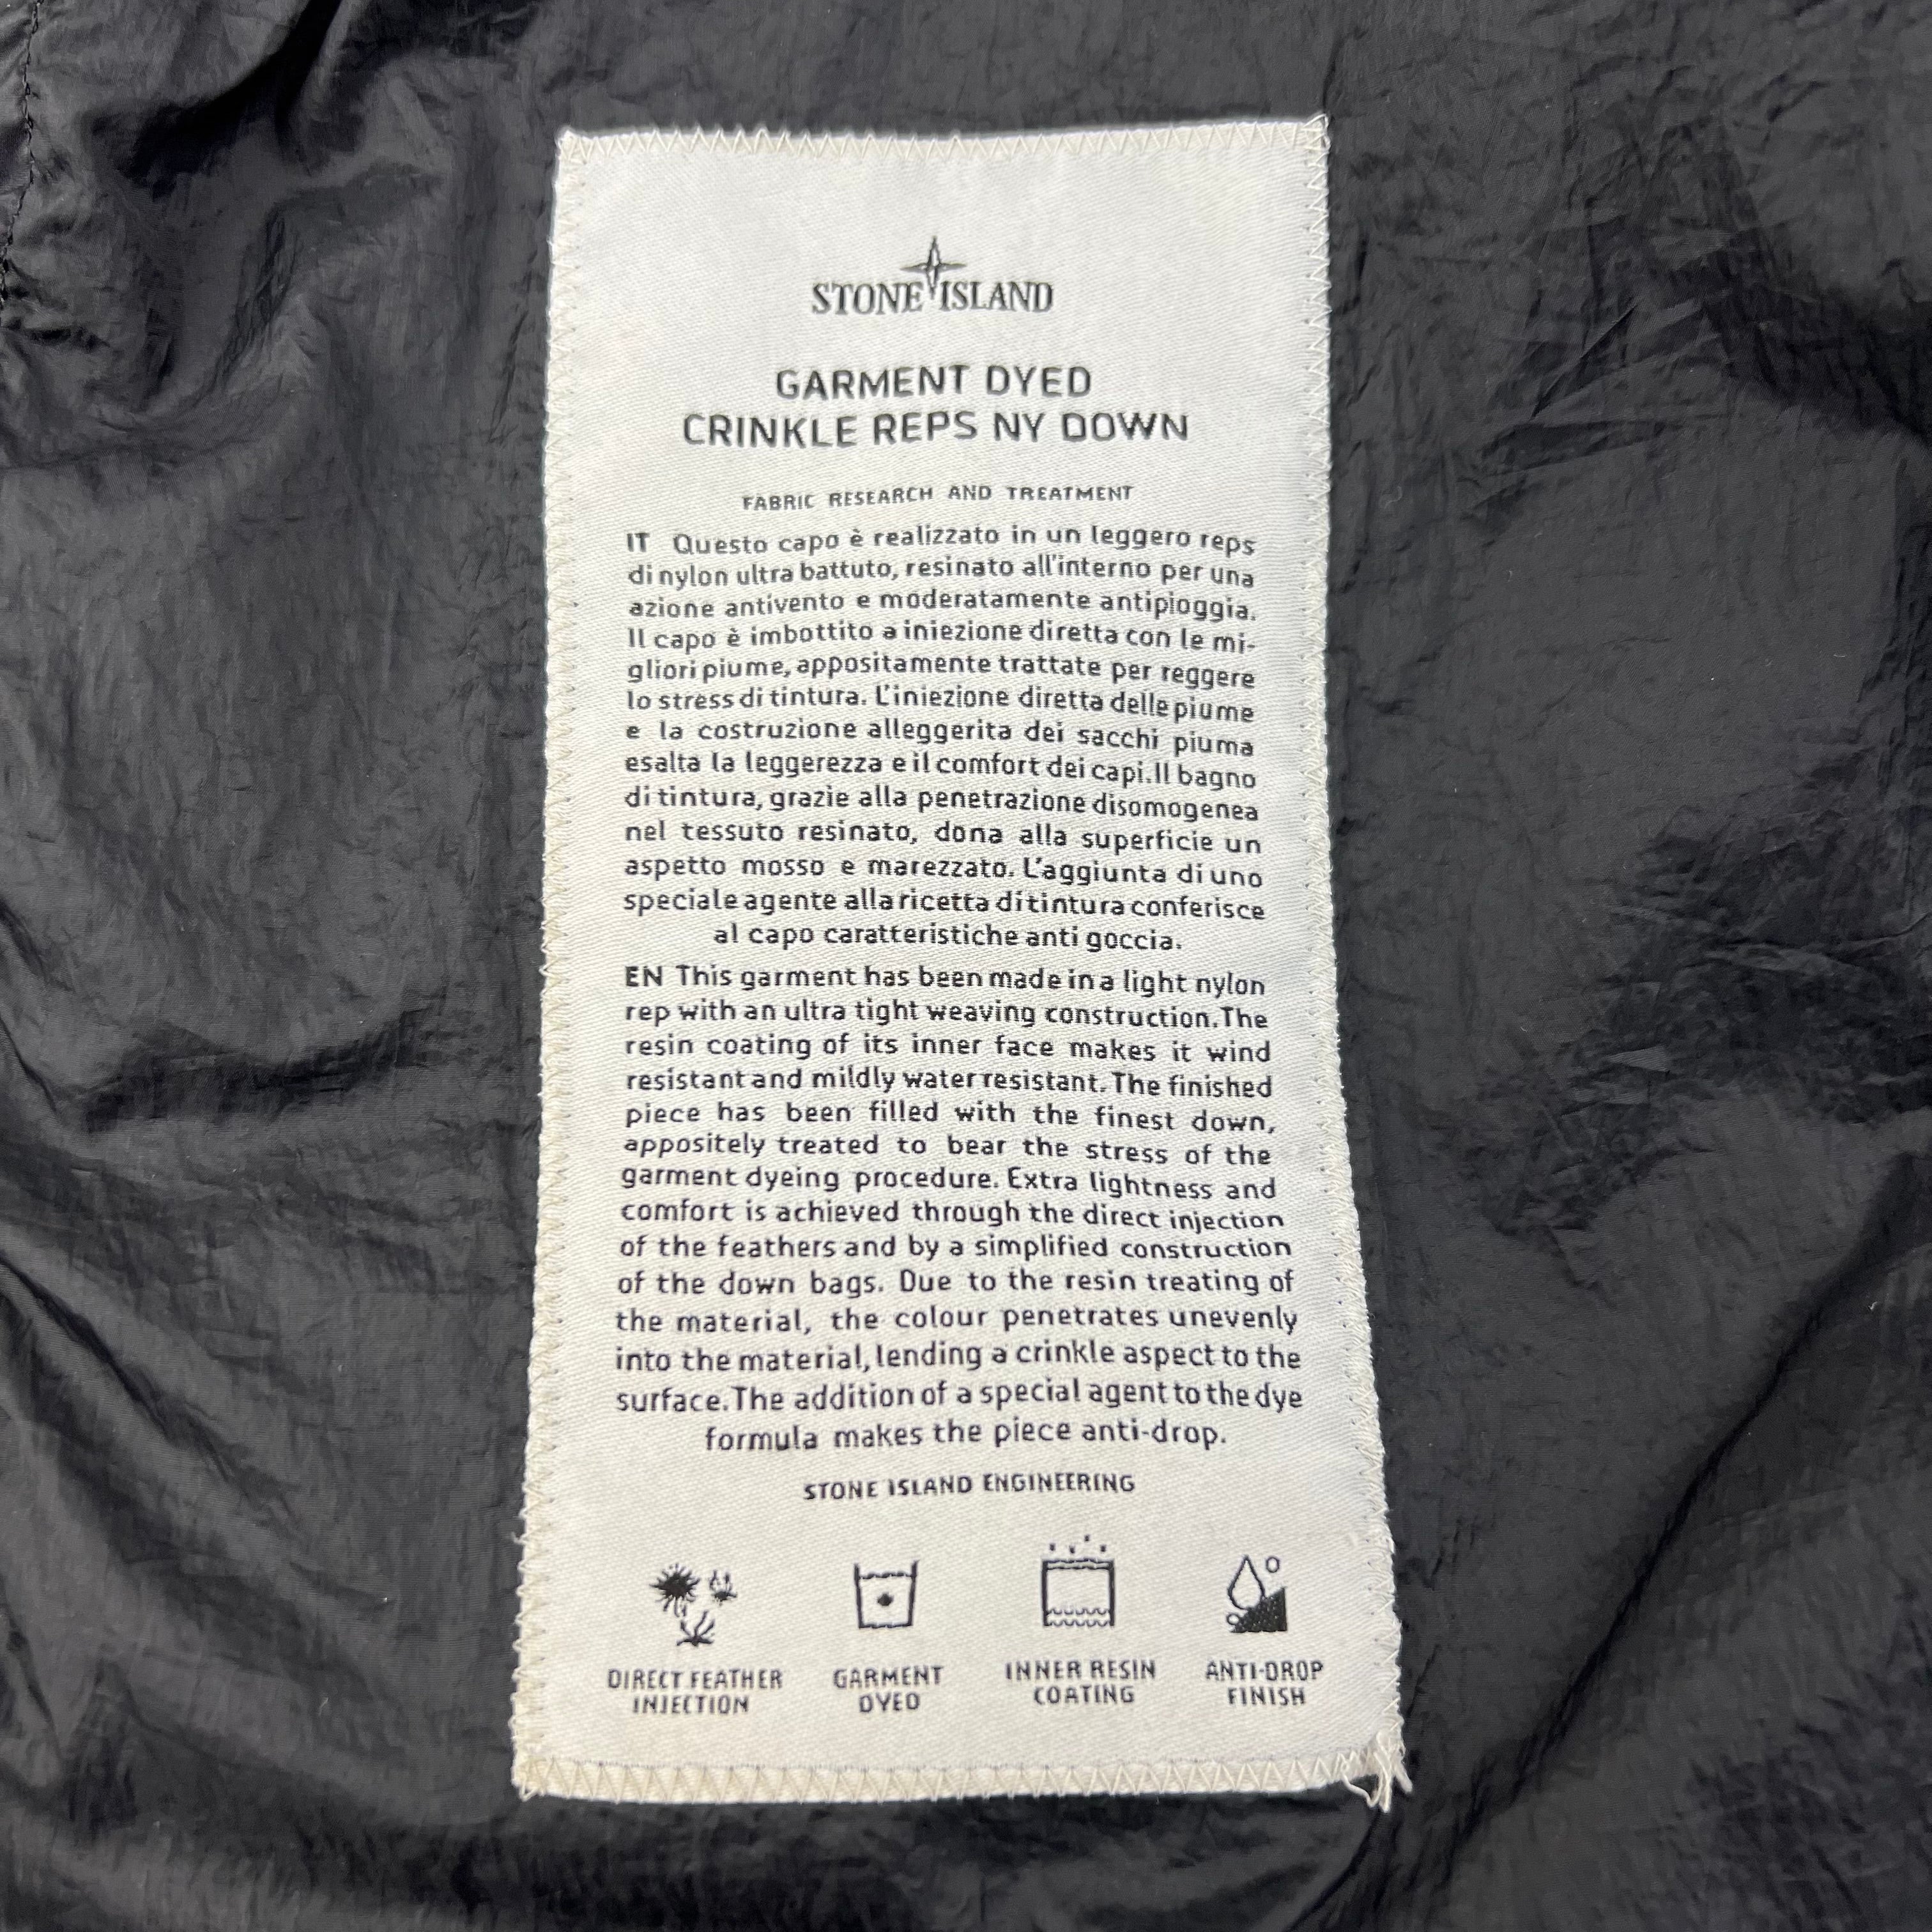 STONE ISLAND
GARMENT DYED
CRINKLE REPS NY DOWN
FABRIC RESEARCH AND TREATMENT
IT Questo capo è realizzato in un leggero reps
di nylon ultra battuto, resinato all'interno per una
azione antivento e moderatamente antipioggia.
Il capo è imbottito a iniezione diretta con le mi-
gliori piume, appositamente trattate per reggere
lo stress di tintura. L'iniezione diretta delle piume
e la costruzione alleggerita dei sacchi piuma
esalta la leggerezza e il comfort dei capi. Il bagno
di tintura, grazie alla penetrazione disomogenea
nel tessuto resinato, dona alla superficie un
aspetto mosso e marezzato. L'aggiunta di uno
speciale agente alla ricetta di tintura conferisce
al capo caratteristiche anti goccia.
EN This garment has been made in a light nylon
rep with an ultra tight weaving construction. The
resin coating of its inner face makes it wind
resistant and mildly water resistant. The finished
piece has been filled with the finest down,
appositely treated to bear the stress of the
garment dyeing procedure. Extra lightness and
comfort is achieved through the direct injection
of the feathers and by a simplified construction
of the down bags. Due to the resin treating of
the material, the colour penetrates unevenly
into the material, lending a crinkle aspect to the
surface. The addition of a special agent to the dye
formula makes the piece anti-drop.
STONE ISLAND ENGINEERING
DIRECT FEATHER
INJECTION
GARMENT
DYED
INNER RESIN
COATING
ANTI-DROP
FINISH